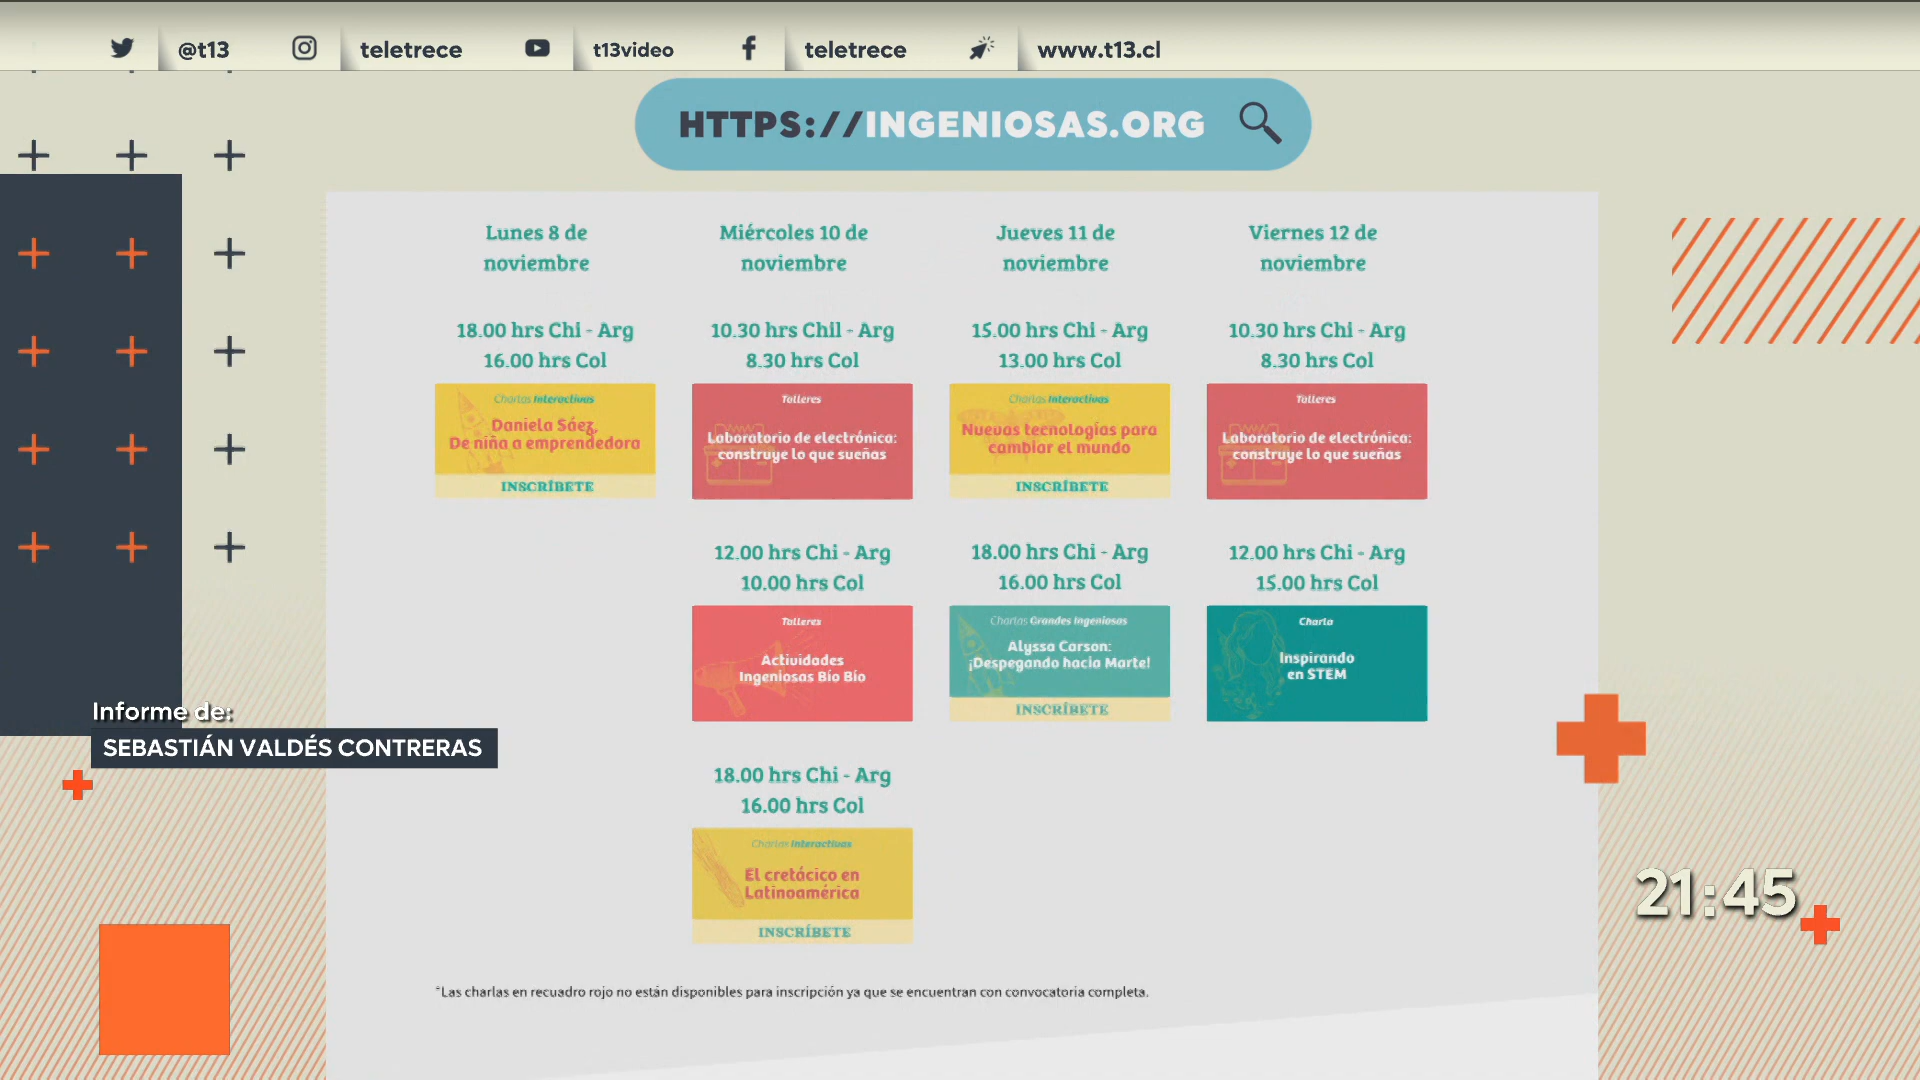 @t13 teletrece t13video teletrece www.t13.cl
HTTPS://INGENIOSAS.ORG
Lunes 8 de
noviembre
18.00 hrs Chi - Arg
16.00 hrs Col
Charlas Interactivas
Daniela Sáez,
De niña a emprendedora
INSCRÍBETE
Miércoles 10 de
noviembre
10.30 hrs Chil - Arg
8.30 hrs Col
Talleres
Laboratorio de electrónica:
construye lo que sueñas
12.00 hrs Chi - Arg
10.00 hrs Col
Talleres
Actividades
Ingeniosas Bío Bío
18.00 hrs Chi - Arg
16.00 hrs Col
Charlas Interactivas
El cretácico en
Latinoamérica
INSCRÍBETE
Jueves 11 de
noviembre
15.00 hrs Chi - Arg
13.00 hrs Col
Charlas Interactivas
Nuevas tecnologías para
cambiar el mundo
INSCRÍBETE
18.00 hrs Chi - Arg
16.00 hrs Col
Charlas Grandes Ingeniosas
Alyssa Carson:
¡Despegando hacia Marte!
INSCRÍBETE
Viernes 12 de
noviembre
10.30 hrs Chi - Arg
8.30 hrs Col
Talleres
Laboratorio de electrónica:
construye lo que sueñas
12.00 hrs Chi - Arg
15.00 hrs Col
Charla
Inspirando
en STEM
*Las charlas en recuadro rojo no están disponibles para inscripción ya que se encuentran con convocatoria completa.
Informe de:
SEBASTIÁN VALDÉS CONTRERAS
21:45